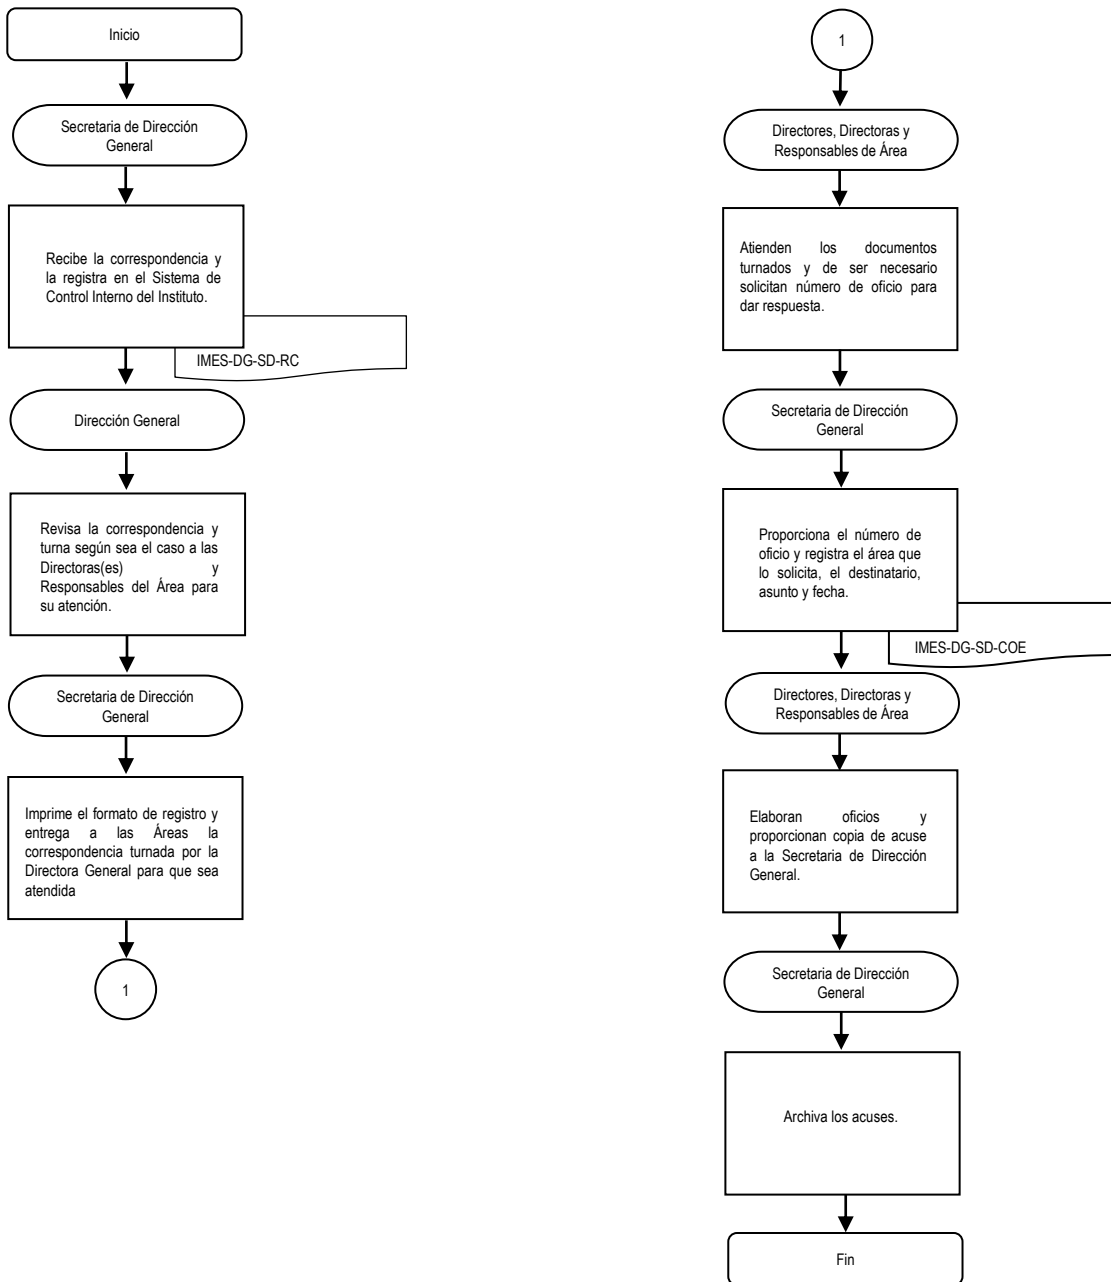 Inicio
Secretaria de Dirección
General
Recibe la correspondencia y
la registra en el Sistema de
Control Interno del Instituto.
IMES-DG-SD-RC
Dirección General
Revisa la correspondencia y
turna según sea el caso a las
Directoras(es) y
Responsables del Área para
su atención.
Secretaria de Dirección
General
Imprime el formato de registro y
entrega a las Áreas la
correspondencia turnada por la
Directora General para que sea
atendida
1
1
Directores, Directoras y
Responsables de Área
Atienden los documentos
turnados y de ser necesario
solicitan número de oficio para
dar respuesta.
Secretaria de Dirección
General
Proporciona el número de
oficio y registra el área que
lo solicita, el destinatario,
asunto y fecha.
IMES-DG-SD-COE
Directores, Directoras y
Responsables de Área
Elaboran oficios y
proporcionan copia de acuse
a la Secretaria de Dirección
General.
Secretaria de Dirección
General
Archiva los acuses.
Fin